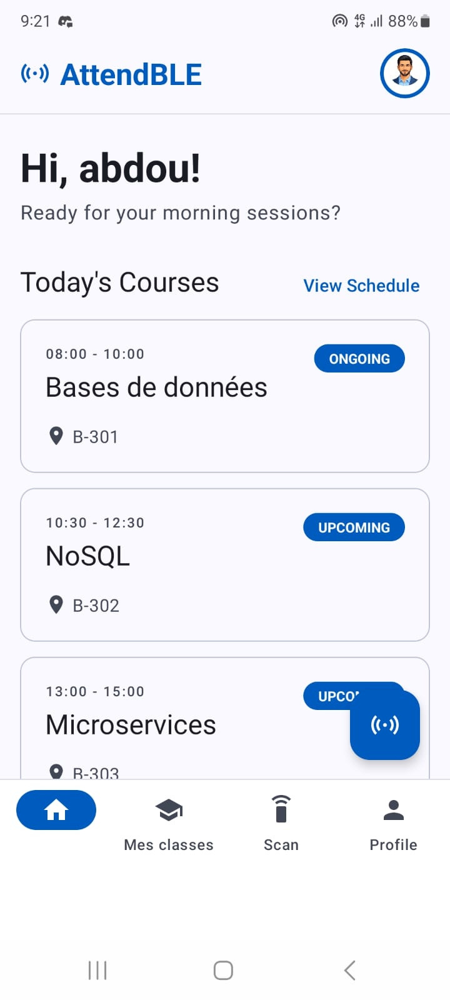 9:21
4G
88%
AttendBLE
Hi, abdou!
Ready for your morning sessions?
Today's Courses
View Schedule
08:00 - 10:00
ONGOING
Bases de données
B-301
10:30 - 12:30
UPCOMING
NoSQL
B-302
13:00 - 15:00
UPCO
Microservices
B-303
Mes classes
Scan
Profile